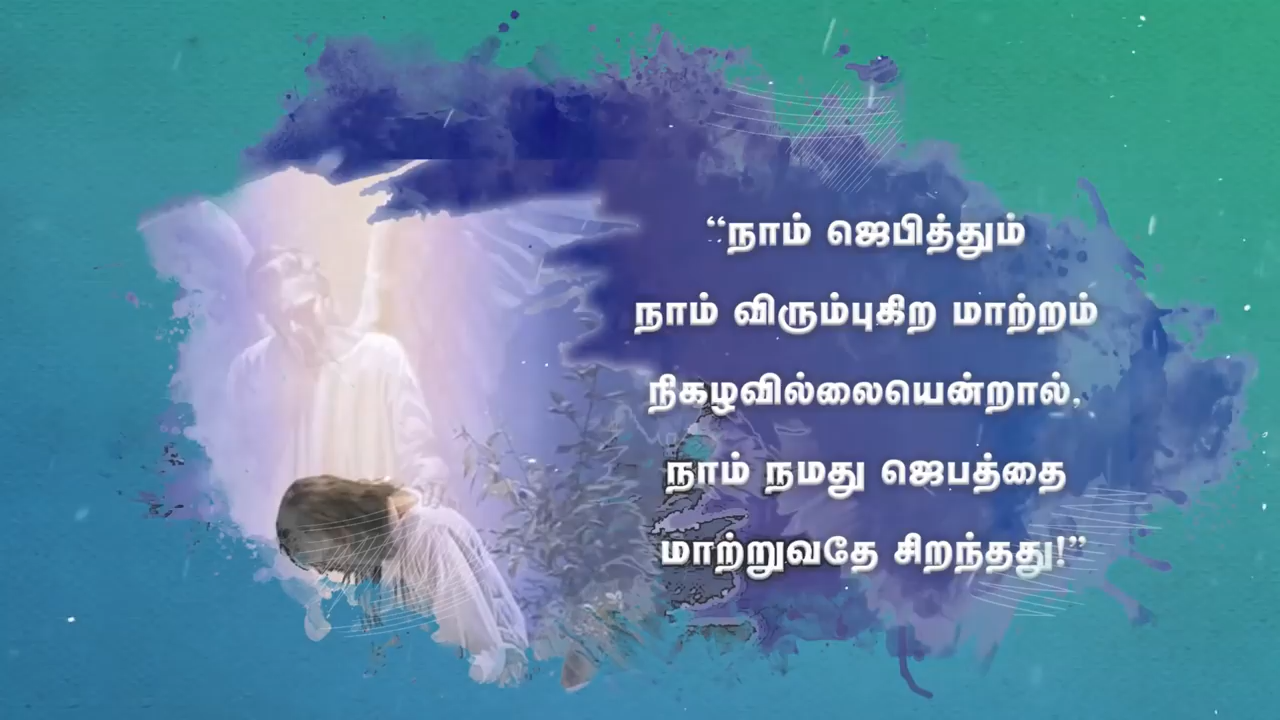 “நாம் ஜெபித்தும்
நாம் விரும்புகிற மாற்றம்
நிகழவில்லையென்றால்,
நாம் நமது ஜெபத்தை
மாற்றுவதே சிறந்தது!”